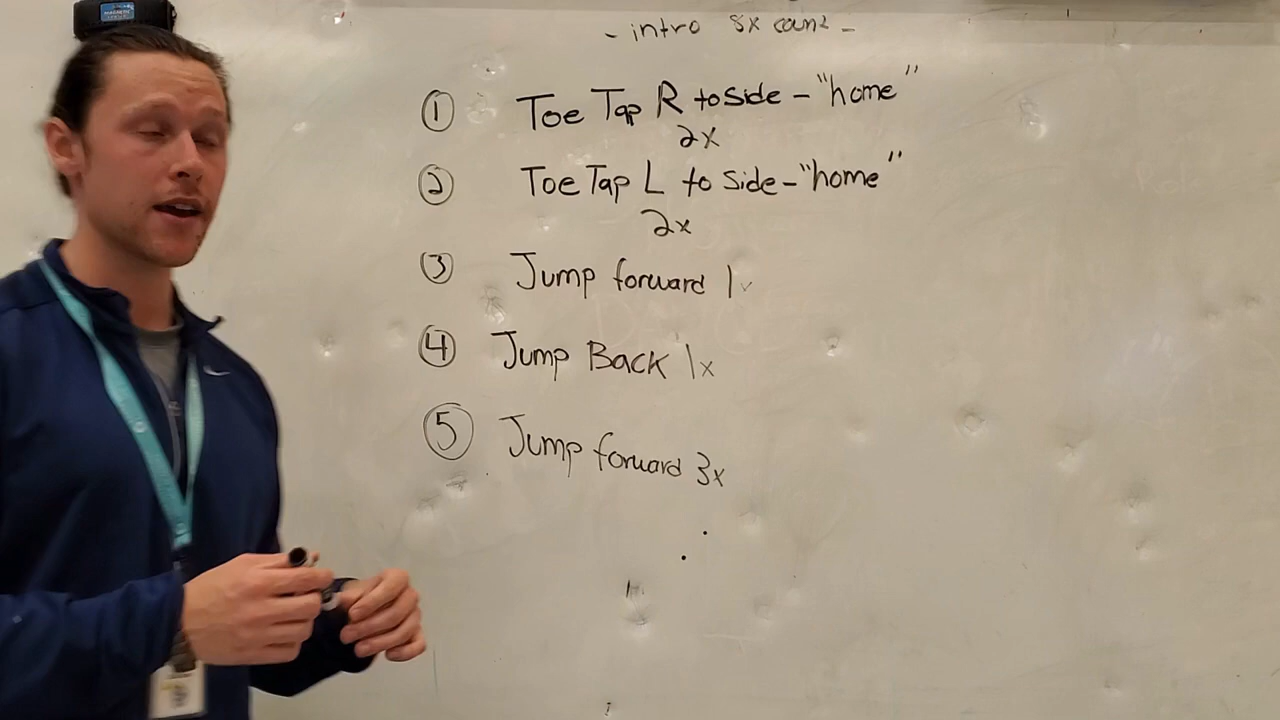 - intro 8x count -
① Toe Tap R to side - "home"
2x
② Toe Tap L to Side - "home"
2x
③ Jump forward 1x
④ Jump Back 1x
⑤ Jump forward 3x